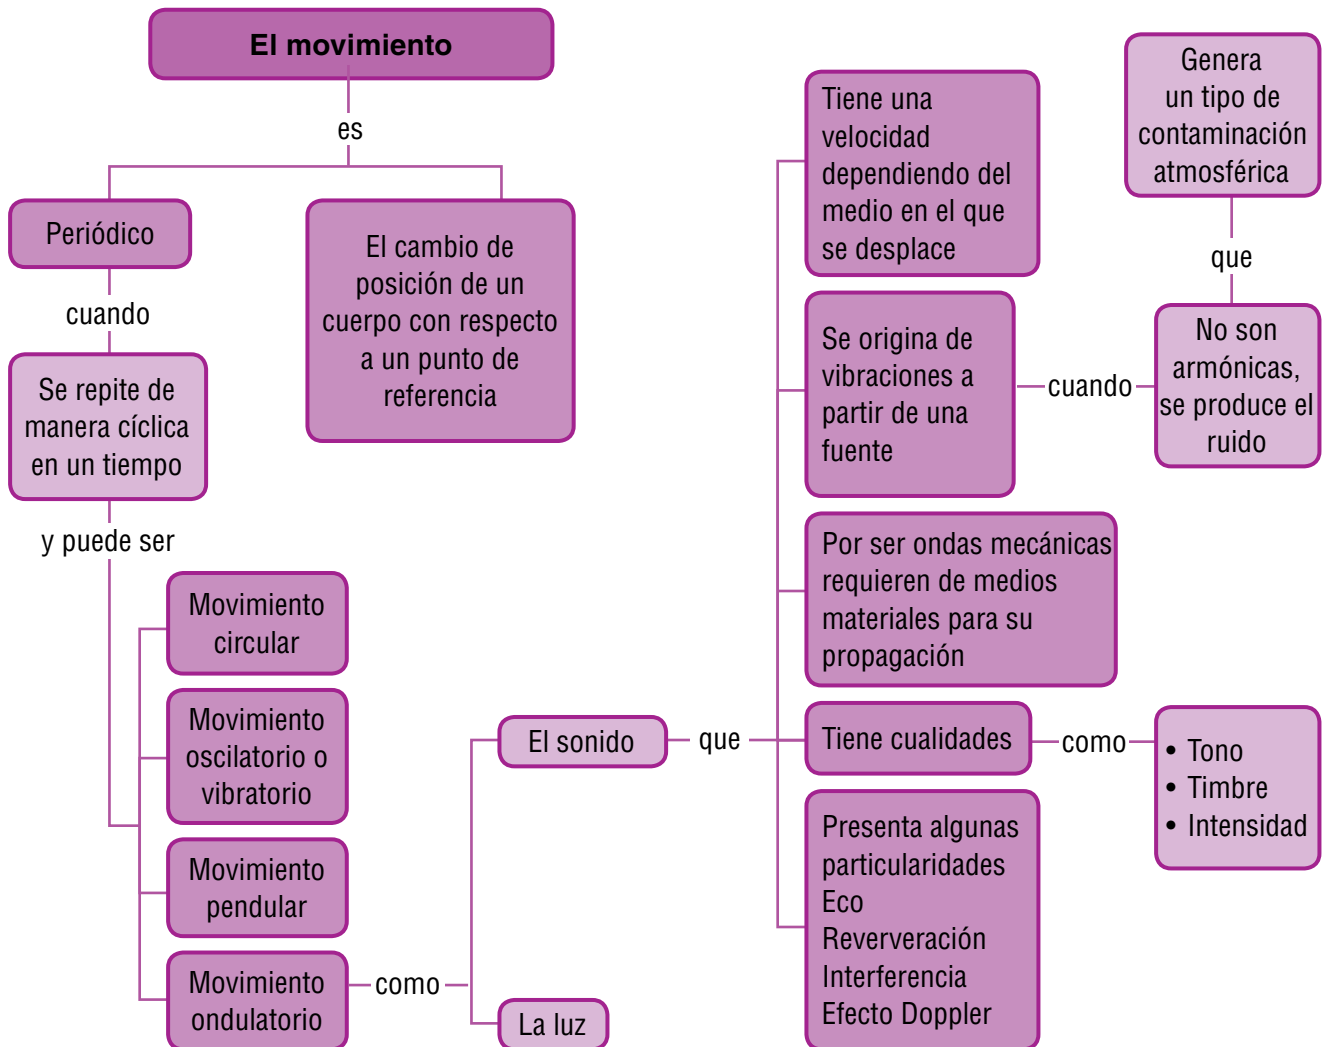 El movimiento
es
Periódico
cuando
Se repite de
manera cíclica
en un tiempo
y puede ser
El cambio de
posición de un
cuerpo con respecto
a un punto de
referencia
Movimiento
circular
Movimiento
oscilatorio o
vibratorio
Movimiento
pendular
Movimiento
ondulatorio
como
El sonido
La luz
que
Tiene una
velocidad
dependiendo del
medio en el que
se desplace
Se origina de
vibraciones a
partir de una
fuente
cuando
No son
armónicas,
se produce el
ruido
que
Genera
un tipo de
contaminación
atmosférica
Por ser ondas mecánicas
requieren de medios
materiales para su
propagación
Tiene cualidades
como
• Tono
• Timbre
• Intensidad
Presenta algunas
particularidades
Eco
Reververación
Interferencia
Efecto Doppler